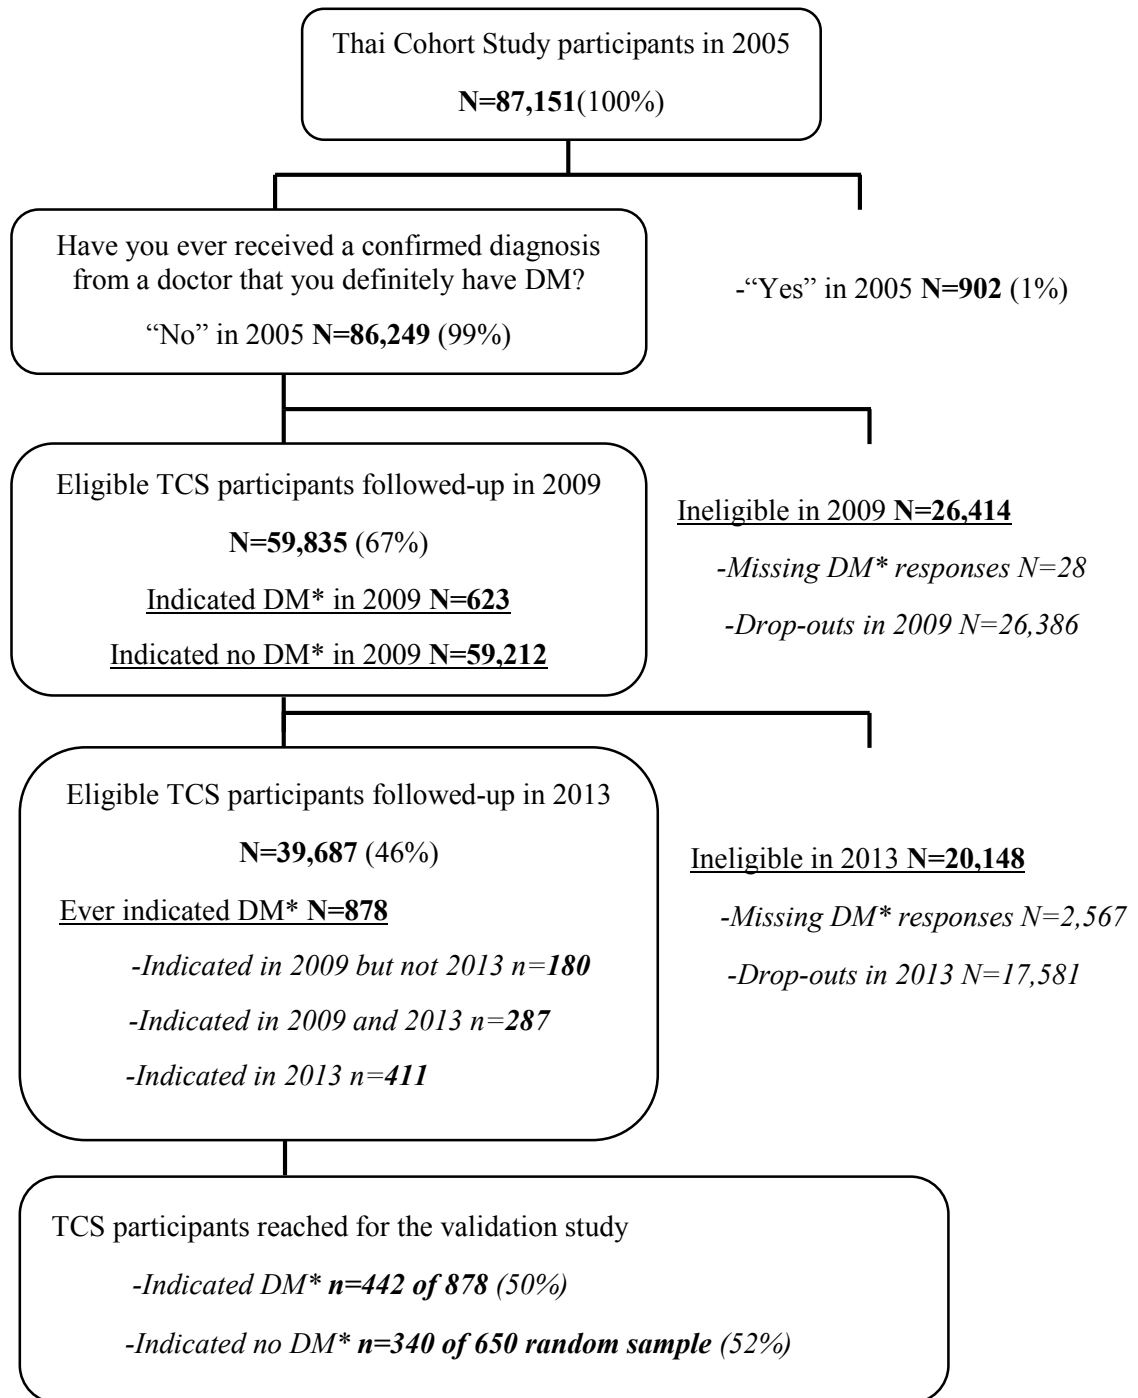 Thai Cohort Study participants in 2005
N=87,151(100%)
Have you ever received a confirmed diagnosis
from a doctor that you definitely have DM?
“No” in 2005 N=86,249 (99%)
-“Yes” in 2005 N=902 (1%)
Eligible TCS participants followed-up in 2009
N=59,835 (67%)
Indicated DM* in 2009 N=623
Indicated no DM* in 2009 N=59,212
Ineligible in 2009 N=26,414
-Missing DM* responses N=28
-Drop-outs in 2009 N=26,386
Eligible TCS participants followed-up in 2013
N=39,687 (46%)
Ever indicated DM* N=878
-Indicated in 2009 but not 2013 n=180
-Indicated in 2009 and 2013 n=287
-Indicated in 2013 n=411
Ineligible in 2013 N=20,148
-Missing DM* responses N=2,567
-Drop-outs in 2013 N=17,581
TCS participants reached for the validation study
-Indicated DM* n=442 of 878 (50%)
-Indicated no DM* n=340 of 650 random sample (52%)